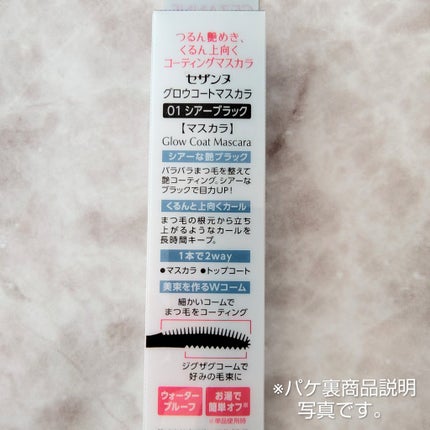 つるん艶めき、
くるん上向く
コーティングマスカラ
セザンヌ
グロウコートマスカラ
01 シアーブラック
【マスカラ】
Glow Coat Mascara
シアーな艶ブラック
バラバラまつ毛を整えて
艶コーティング。シアーな
ブラックで目力UP!
くるんと上向くカール
まつ毛の根元から立ち
上がるようなカールを
長時間キープ。
1本で2way
●マスカラ ●トップコート
美束を作るWコーム
細かいコームで
まつ毛をコーティング
ジグザグコームで
好みの毛束に
ウォーター
プルーフ
お湯で
簡単オフ※
※単品使用時
※パケ裏商品説明
写真です。